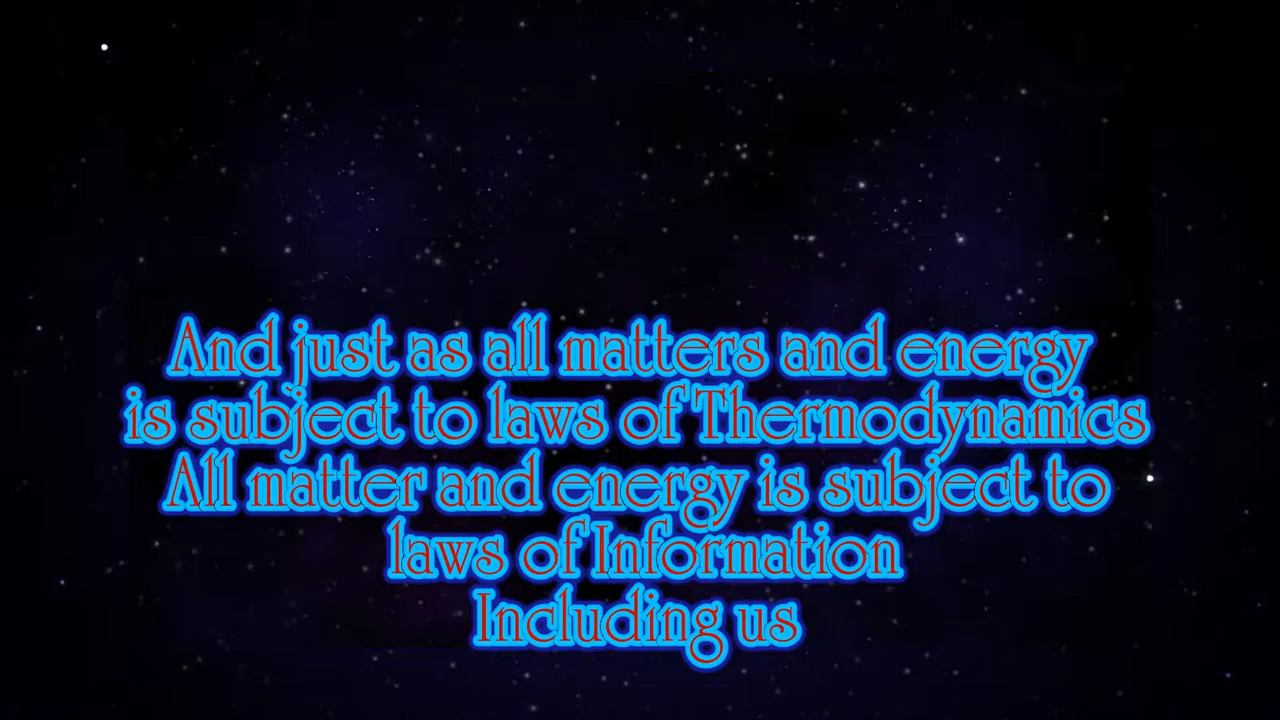 And just as all matters and energy
is subject to laws of Thermodynamics
All matter and energy is subject to
laws of Information
Including us